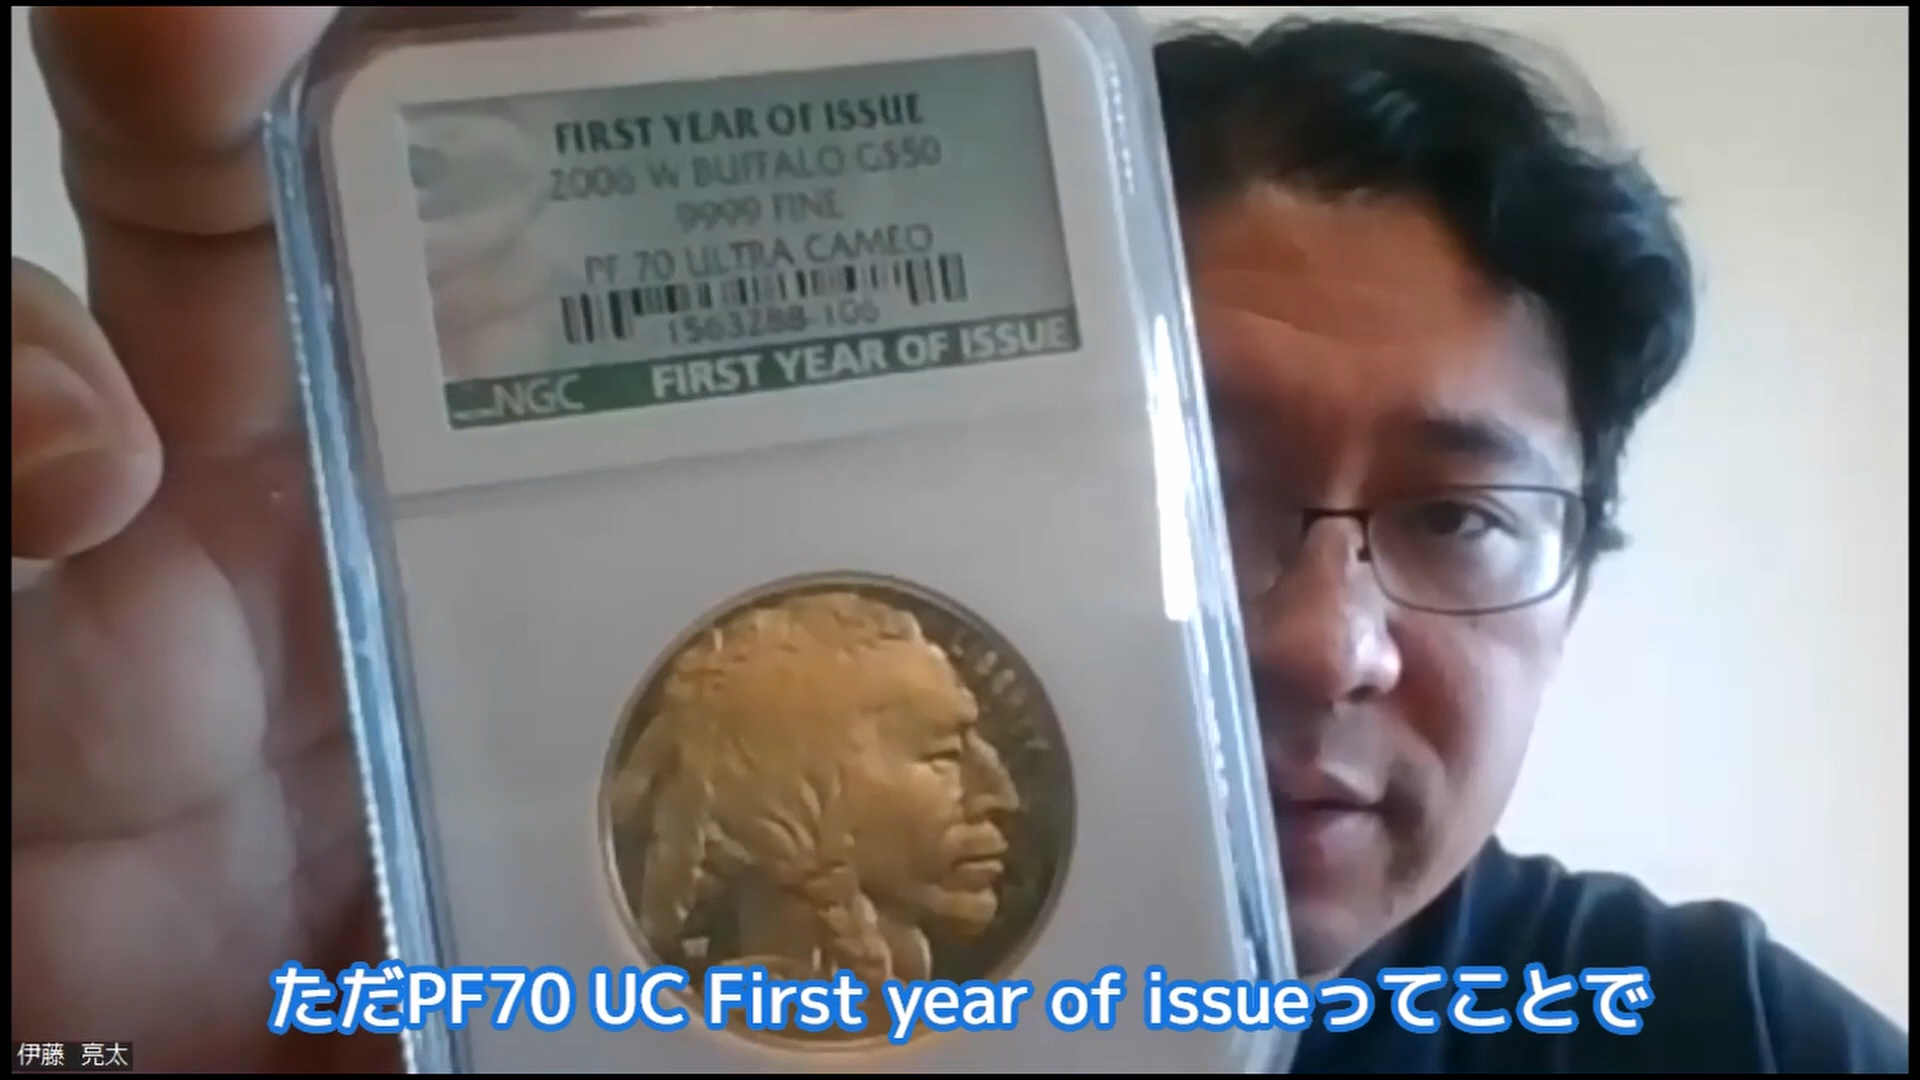 FIRST YEAR OF ISSUE
2006 W BUFFALO G$50
.9999 FINE
PF 70 ULTRA CAMEO
1563288-106
NGC FIRST YEAR OF ISSUE
LIBERTY
ただPF70 UC First year of issueってことで
伊藤 亮太